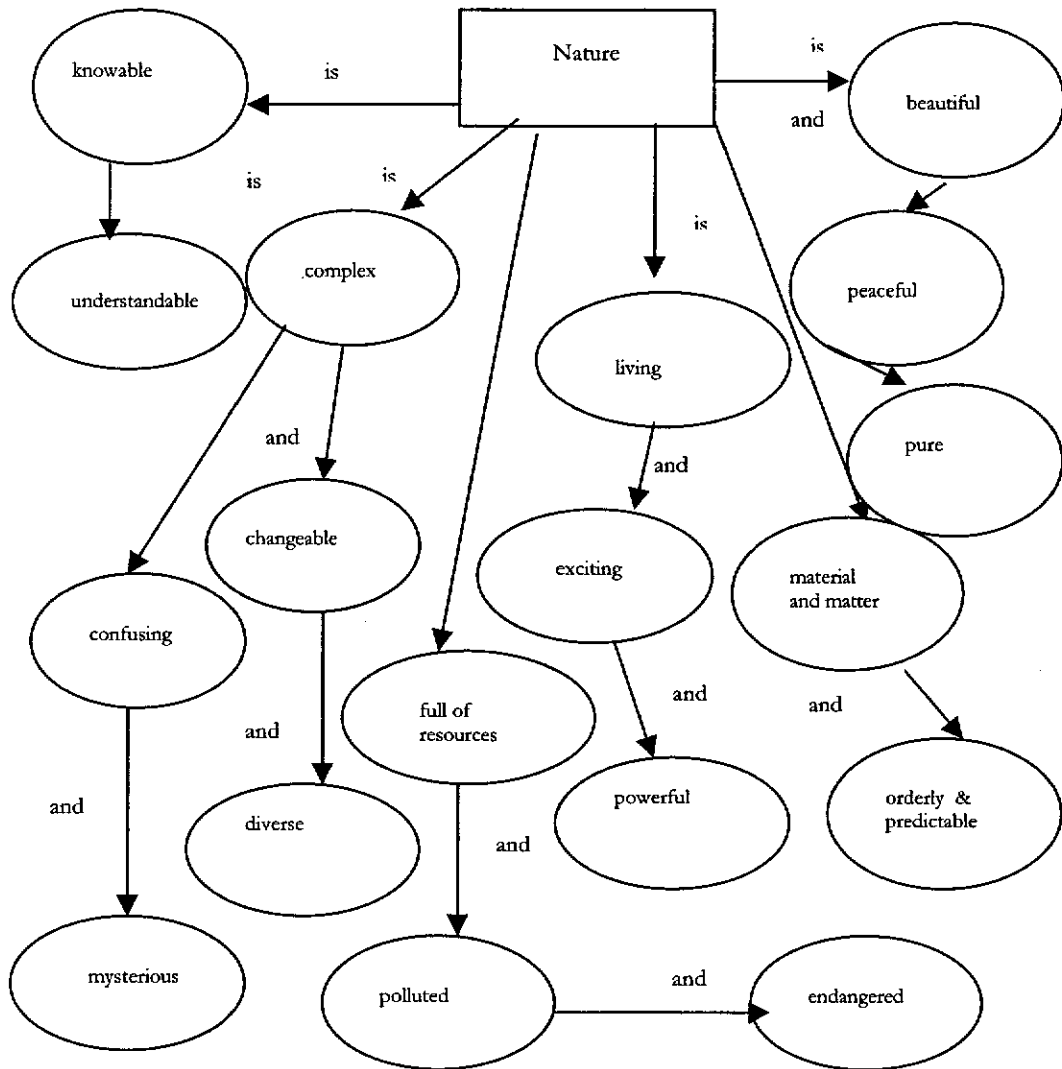 Nature
is
is
knowable
beautiful
and
is
is
is
understandable
complex
peaceful
living
pure
and
and
changeable
exciting
material
and matter
confusing
full of
resources
and
and
and
and
powerful
orderly &
predictable
diverse
and
mysterious
polluted
and
endangered